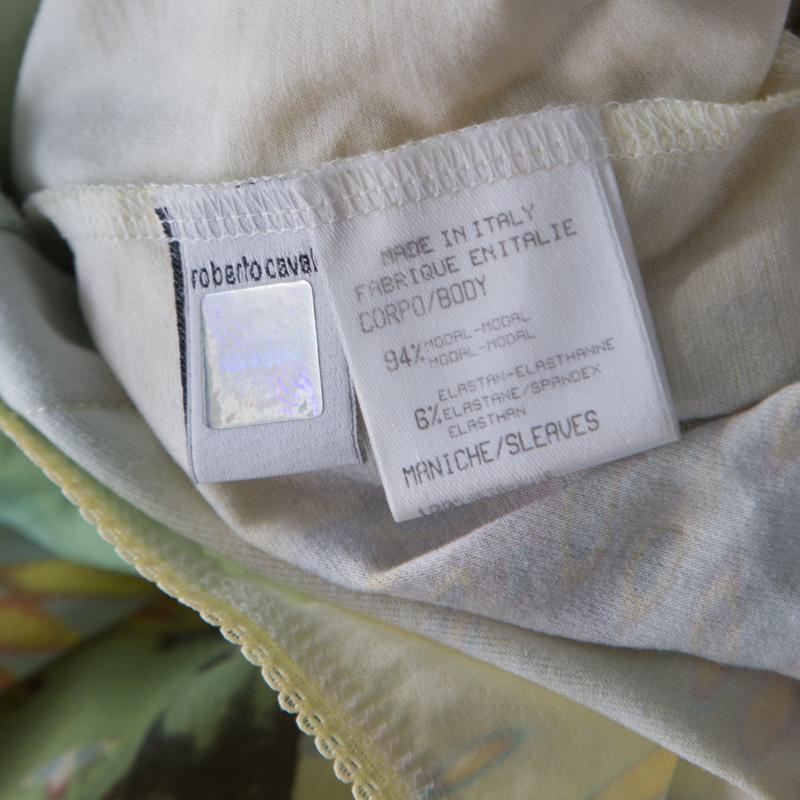 roberto caval
MADE IN ITALY
FABRIQUE EN ITALIE
CORPO/BODY
94% MODAL-MODAL
MODAL-MODAL
ELASTAN-ELASTHANNE
6% ELASTANE/SPANDEX
ELASTHAN
MANICHE/SLEAVES